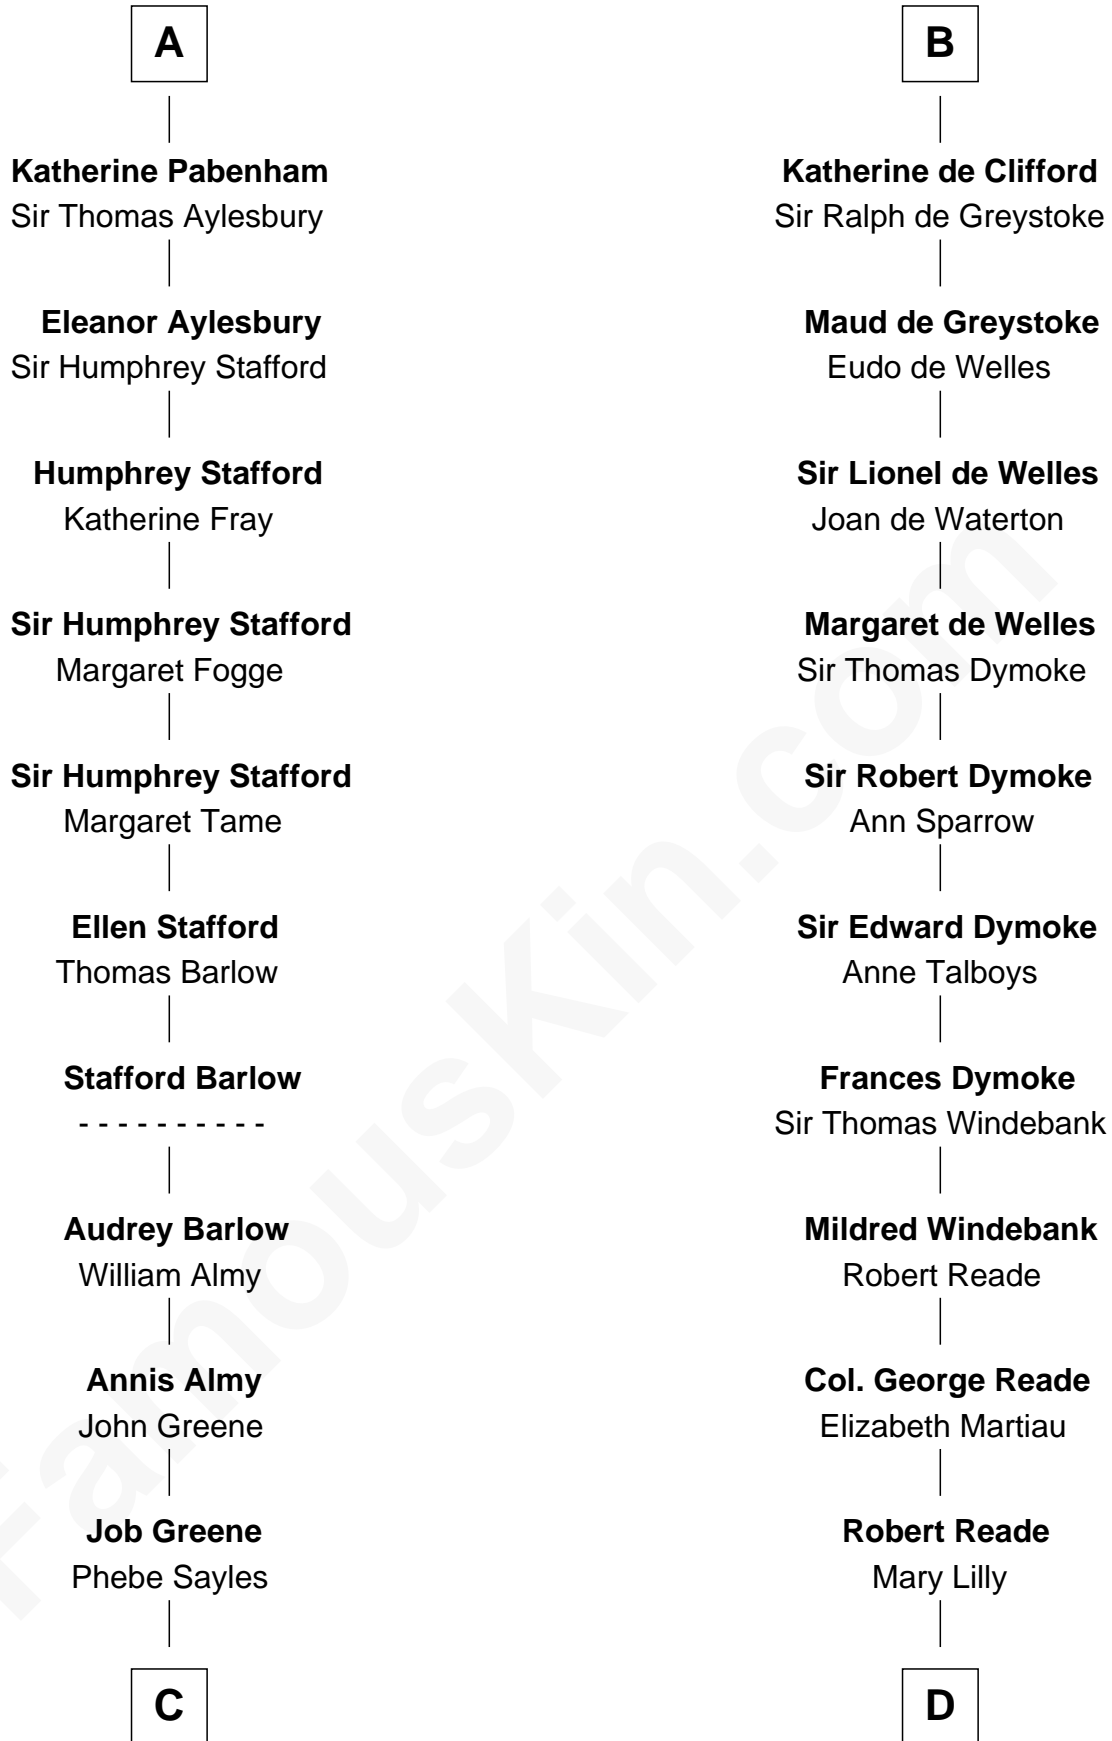 A
Katherine Pabenham
Sir Thomas Aylesbury
Eleanor Aylesbury
Sir Humphrey Stafford
Humphrey Stafford
Katherine Fray
Sir Humphrey Stafford
Margaret Fogge
Sir Humphrey Stafford
Margaret Tame
Ellen Stafford
Thomas Barlow
Stafford Barlow
- - - - - - - - - -
Audrey Barlow
William Almy
Annis Almy
John Greene
Job Greene
Phebe Sayles
C
B
Katherine de Clifford
Sir Ralph de Greystoke
Maud de Greystoke
Eudo de Welles
Sir Lionel de Welles
Joan de Waterton
Margaret de Welles
Sir Thomas Dymoke
Sir Robert Dymoke
Ann Sparrow
Sir Edward Dymoke
Anne Talboys
Frances Dymoke
Sir Thomas Windebank
Mildred Windebank
Robert Reade
Col. George Reade
Elizabeth Martiau
Robert Reade
Mary Lilly
D
FamousKin.com